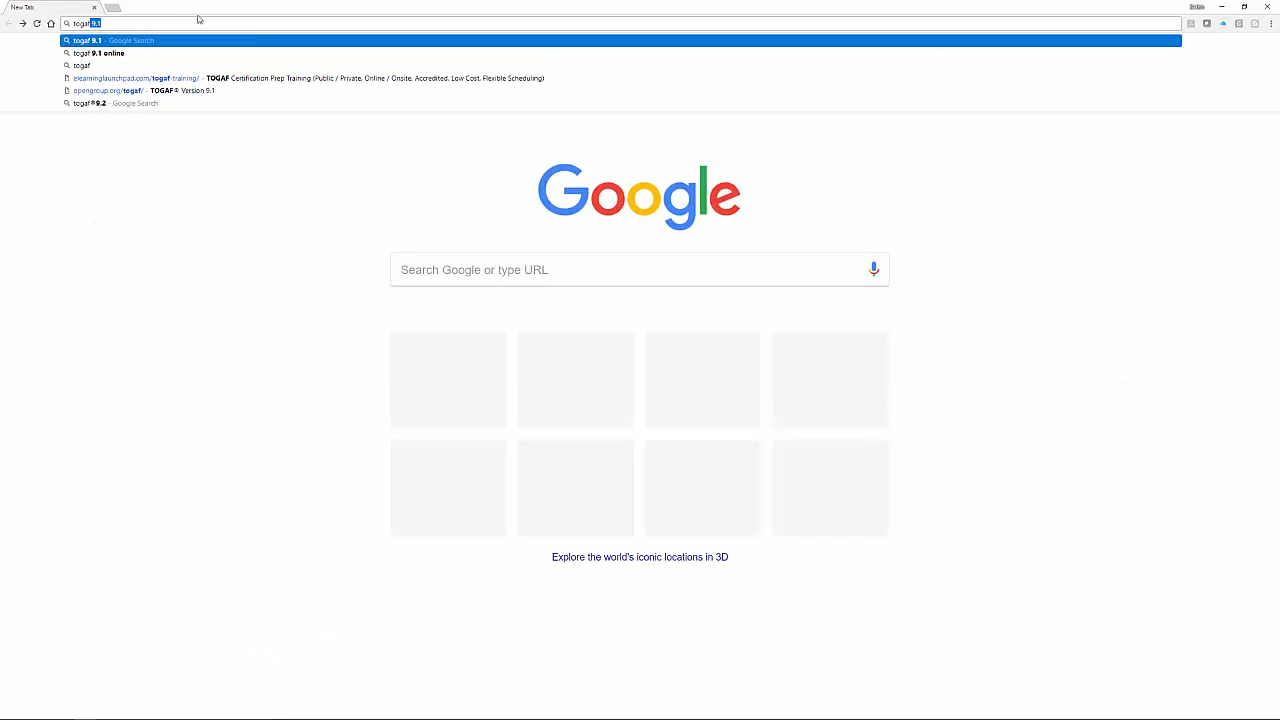 New Tab
togaf 9.1
togaf 9.1 - Google Search
togaf 9.1 online
togaf
elearninglaunchpad.com/togaf-training/ - TOGAF Certification Prep Training (Public / Private, Online / Onsite, Accredited, Low Cost, Flexible Scheduling)
opengroup.org/togaf/ - TOGAF® Version 9.1
togaf®9.2 - Google Search
Google
Search Google or type URL
Explore the world's iconic locations in 3D